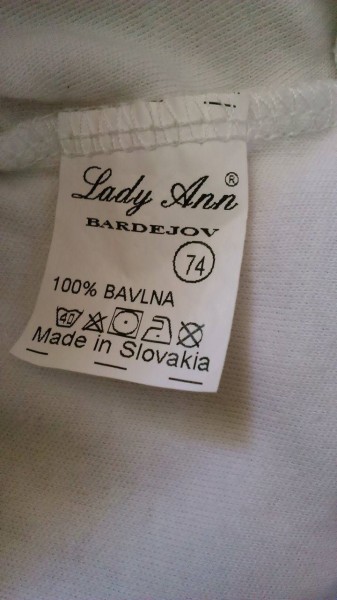 Lady Ann ®
BARDEJOV
74
100% BAVLNA
40
Made in Slovakia